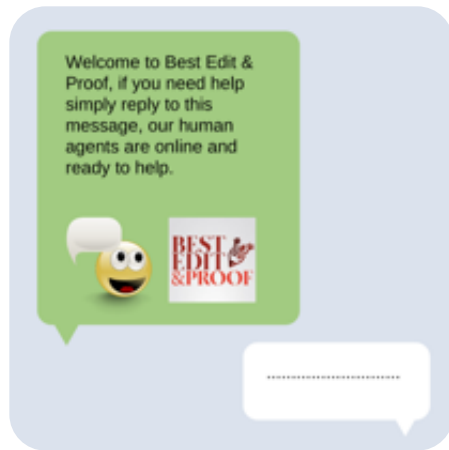 Welcome to Best Edit &
Proof, if you need help
simply reply to this
message, our human
agents are online and
ready to help.
BEST
EDIT
&PROOF